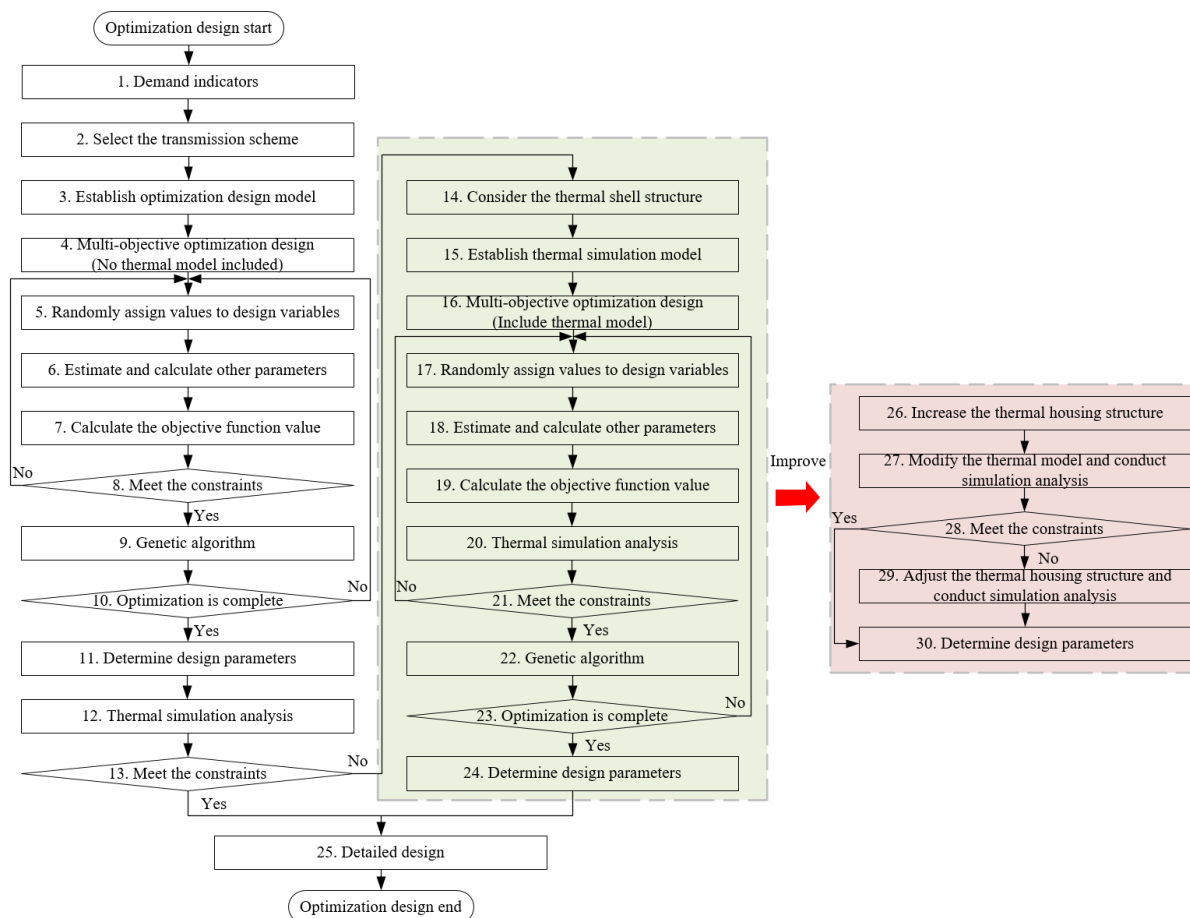 Optimization design start
1. Demand indicators
2. Select the transmission scheme
3. Establish optimization design model
4. Multi-objective optimization design
(No thermal model included)
5. Randomly assign values to design variables
6. Estimate and calculate other parameters
7. Calculate the objective function value
No
8. Meet the constraints
Yes
9. Genetic algorithm
No
10. Optimization is complete
Yes
11. Determine design parameters
12. Thermal simulation analysis
No
13. Meet the constraints
Yes
14. Consider the thermal shell structure
15. Establish thermal simulation model
16. Multi-objective optimization design
(Include thermal model)
17. Randomly assign values to design variables
18. Estimate and calculate other parameters
19. Calculate the objective function value
20. Thermal simulation analysis
No
21. Meet the constraints
Yes
22. Genetic algorithm
No
23. Optimization is complete
Yes
24. Determine design parameters
25. Detailed design
Optimization design end
Improve
26. Increase the thermal housing structure
27. Modify the thermal model and conduct
simulation analysis
Yes
28. Meet the constraints
No
29. Adjust the thermal housing structure and
conduct simulation analysis
30. Determine design parameters